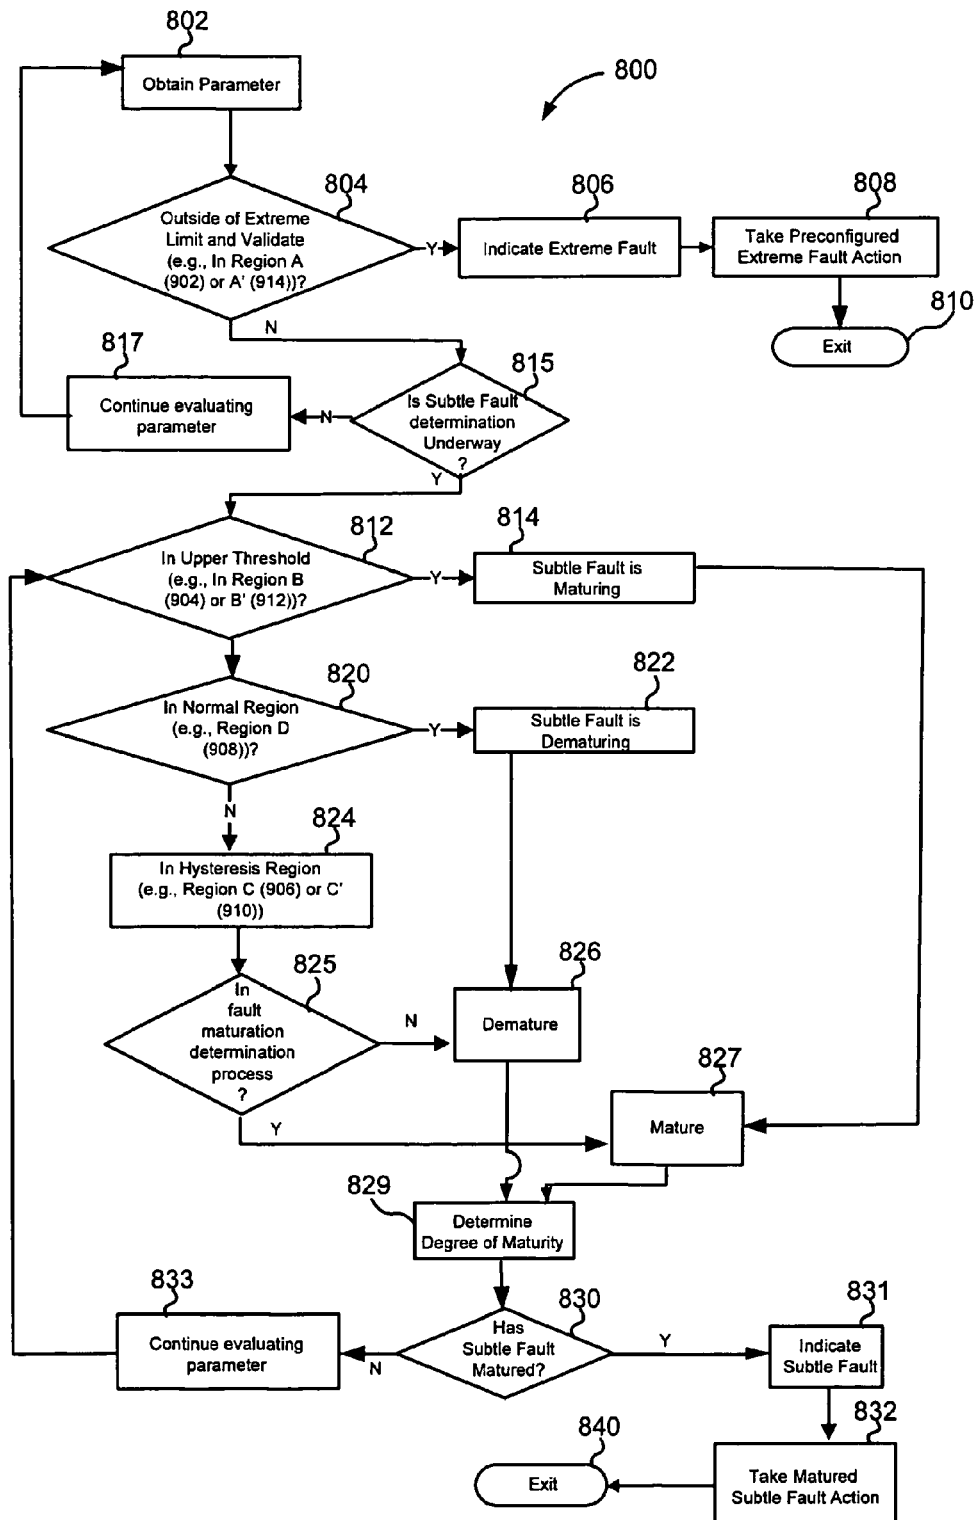 802
Obtain Parameter
800
804
Outside of Extreme
Limit and Validate
(e.g., In Region A
(902) or A' (914))?
Y
806
Indicate Extreme Fault
808
Take Preconfigured
Extreme Fault Action
810
Exit
N
817
Continue evaluating
parameter
N
815
Is Subtle Fault
determination
Underway
?
Y
812
In Upper Threshold
(e.g., In Region B
(904) or B' (912))?
Y
814
Subtle Fault is
Maturing
820
In Normal Region
(e.g., Region D
(908))?
Y
822
Subtle Fault is
Dematuring
N
824
In Hysteresis Region
(e.g., Region C (906) or C'
(910))
825
In
fault
maturation
determination
process
?
N
826
Demature
Y
827
Mature
829
Determine
Degree of Maturity
833
Continue evaluating
parameter
N
830
Has
Subtle Fault
Matured?
Y
831
Indicate
Subtle Fault
832
Take Matured
Subtle Fault Action
840
Exit